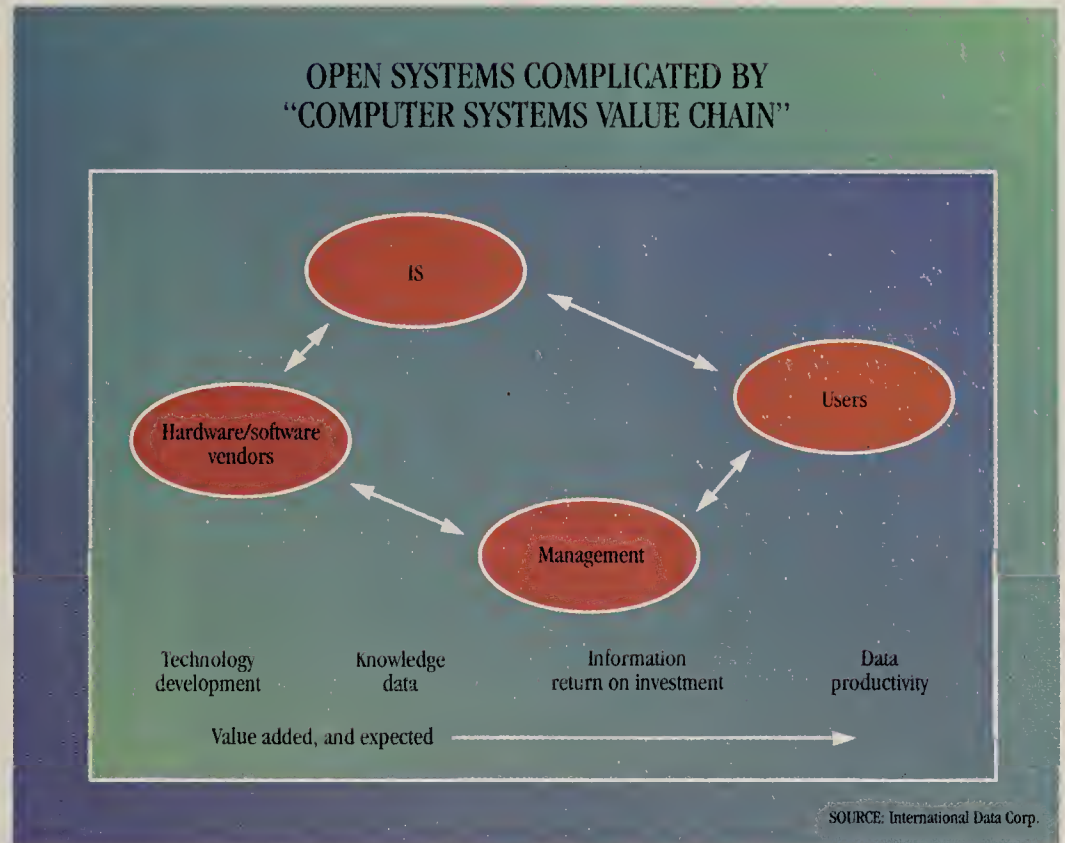 OPEN SYSTEMS COMPLICATED BY
“COMPUTER SYSTEMS VALUE CHAIN”
IS
Users
Hardware/software
vendors
Management
Technology
development
Knowledge
data
Information
return on investment
Data
productivity
Value added, and expected
SOURCE: International Data Corp.